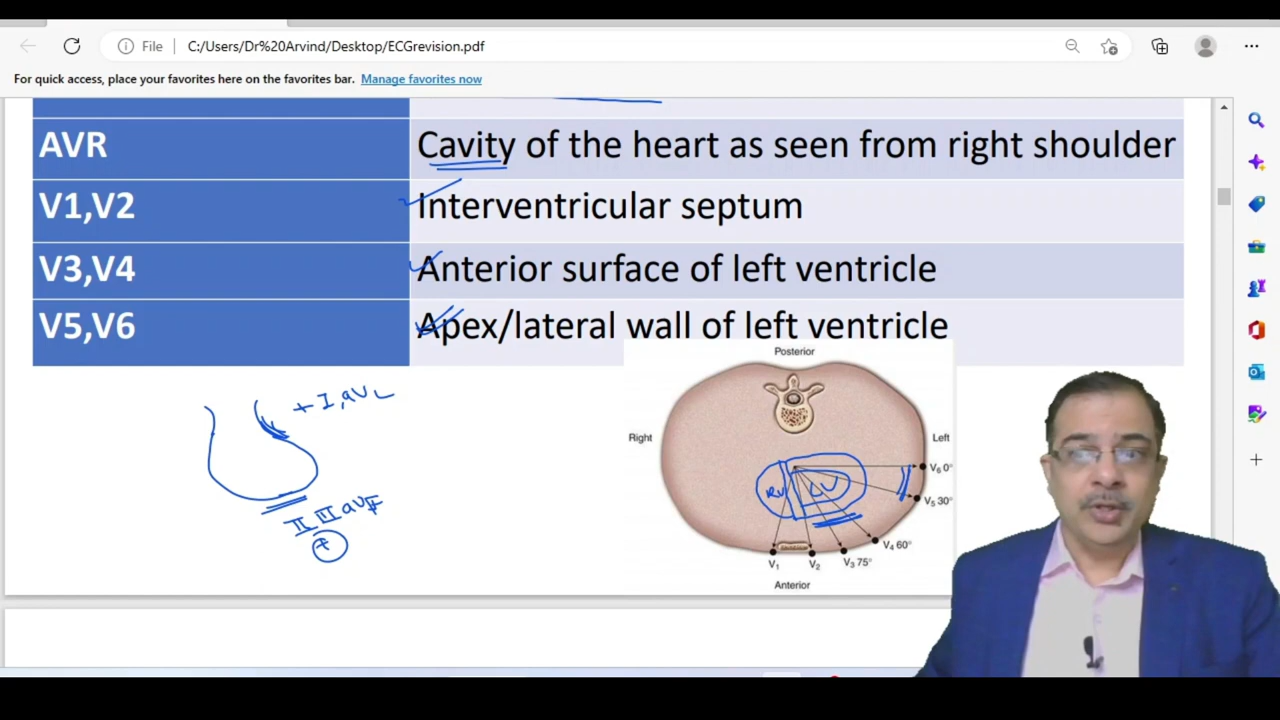 File
C:/Users/Dr%20Arvind/Desktop/ECGrevision.pdf
For quick access, place your favorites here on the favorites bar. Manage favorites now
AVR Cavity of the heart as seen from right shoulder
V1,V2 Interventricular septum
V3,V4 Anterior surface of left ventricle
V5,V6 Apex/lateral wall of left ventricle
+ I, aVL
II III aVF
+
Posterior
Right
Left
RV
LV
V6 0°
V5 30°
V4 60°
V3 75°
V1
V2
Anterior